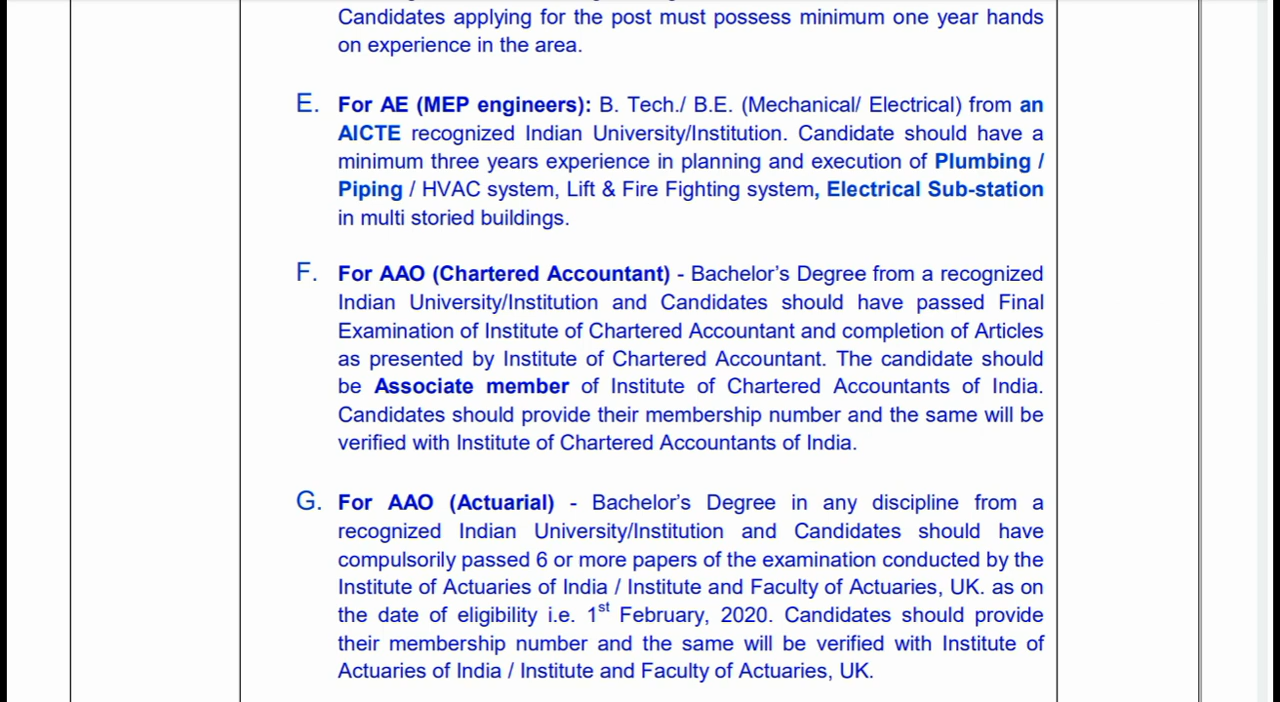 Candidates applying for the post must possess minimum one year hands
on experience in the area.
E. For AE (MEP engineers): B. Tech./ B.E. (Mechanical/ Electrical) from an
AICTE recognized Indian University/Institution. Candidate should have a
minimum three years experience in planning and execution of Plumbing /
Piping / HVAC system, Lift & Fire Fighting system, Electrical Sub-station
in multi storied buildings.
F. For AAO (Chartered Accountant) - Bachelor's Degree from a recognized
Indian University/Institution and Candidates should have passed Final
Examination of Institute of Chartered Accountant and completion of Articles
as presented by Institute of Chartered Accountant. The candidate should
be Associate member of Institute of Chartered Accountants of India.
Candidates should provide their membership number and the same will be
verified with Institute of Chartered Accountants of India.
G. For AAO (Actuarial) - Bachelor's Degree in any discipline from a
recognized Indian University/Institution and Candidates should have
compulsorily passed 6 or more papers of the examination conducted by the
Institute of Actuaries of India / Institute and Faculty of Actuaries, UK. as on
the date of eligibility i.e. 1st February, 2020. Candidates should provide
their membership number and the same will be verified with Institute of
Actuaries of India / Institute and Faculty of Actuaries, UK.